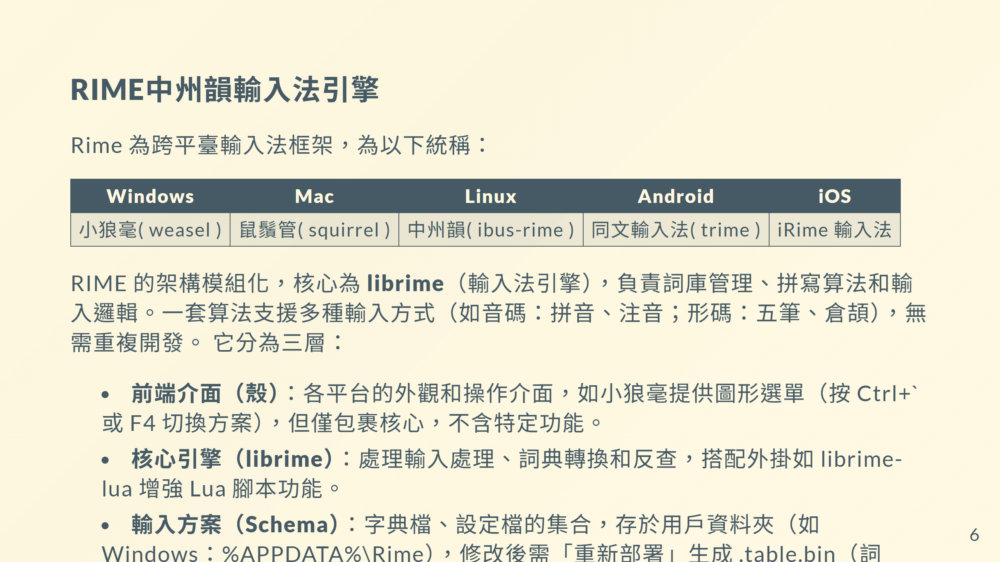 RIME中州韻輸入法引擎
Rime 為跨平臺輸入法框架，為以下統稱：
Windows Mac Linux Android iOS
小狼毫( weasel ) 鼠鬚管( squirrel ) 中州韻( ibus-rime ) 同文輸入法( trime ) iRime 輸入法
RIME 的架構模組化，核心為 librime（輸入法引擎），負責詞庫管理、拼寫算法和輸
入邏輯。一套算法支援多種輸入方式（如音碼：拼音、注音；形碼：五筆、倉頡），無
需重複開發。 它分為三層：
• 前端介面（殼）：各平台的外觀和操作介面，如小狼毫提供圖形選單（按 Ctrl+`
或 F4 切換方案），但僅包裹核心，不含特定功能。
• 核心引擎（librime）：處理輸入處理、詞典轉換和反查，搭配外掛如 librime-
lua 增強 Lua 腳本功能。
• 輸入方案（Schema）：字典檔、設定檔的集合，存於用戶資料夾（如
Windows：%APPDATA%\Rime），修改後需「重新部署」生成 .table.bin（詞
6